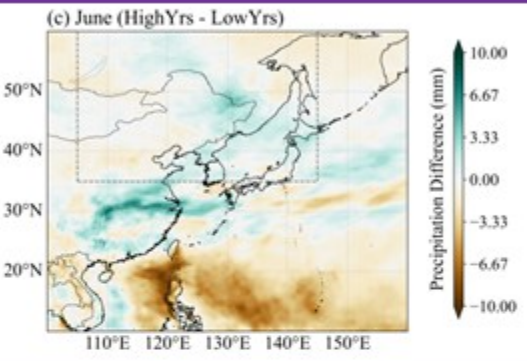 (c) June (HighYrs - LowYrs)
50°N
40°N
30°N
20°N
110°E 120°E 130°E 140°E 150°E
10.00
6.67
3.33
0.00
−3.33
−6.67
−10.00
Precipitation Difference (mm)